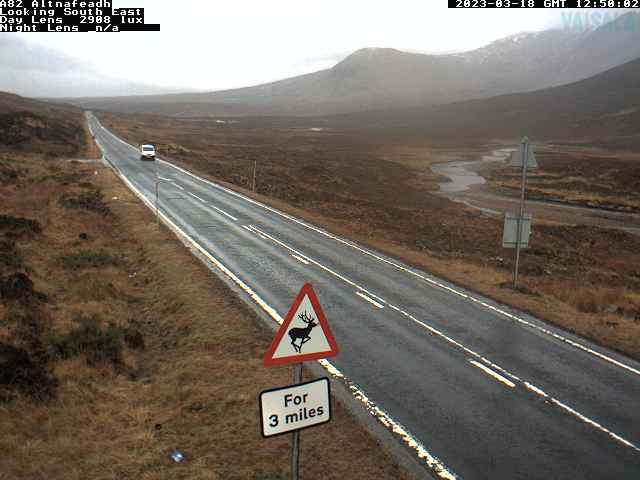 A82 Altnafeadh
Looking South East
Day Lens 2908 lux
Night Lens n/a
2023-03-18 GMT 12:50:02
VAISALA
For
3 miles